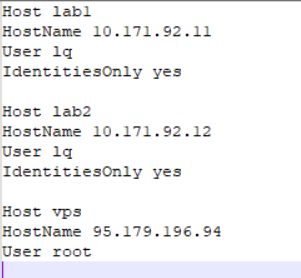 Host lab1
HostName 10.171.92.11
User lq
IdentitiesOnly yes

Host lab2
HostName 10.171.92.12
User lq
IdentitiesOnly yes

Host vps
HostName 95.179.196.94
User root